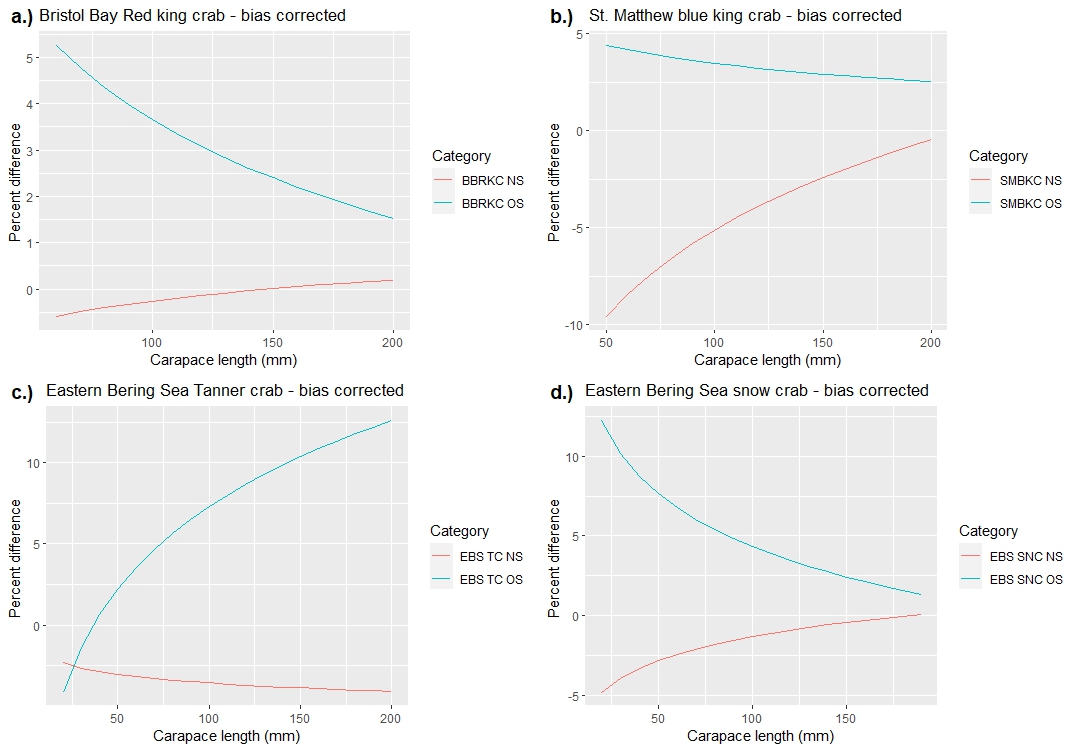 a.) Bristol Bay Red king crab - bias corrected
5
4
3
2
1
0
Percent difference
100
150
200
Carapace length (mm)
Category
BBRKC NS
BBRKC OS
b.) St. Matthew blue king crab - bias corrected
5
0
-5
-10
Percent difference
50
100
150
200
Carapace length (mm)
Category
SMBKC NS
SMBKC OS
c.) Eastern Bering Sea Tanner crab - bias corrected
10
5
0
Percent difference
50
100
150
200
Carapace length (mm)
Category
EBS TC NS
EBS TC OS
d.) Eastern Bering Sea snow crab - bias corrected
10
5
0
-5
Percent difference
50
100
150
Carapace length (mm)
Category
EBS SNC NS
EBS SNC OS